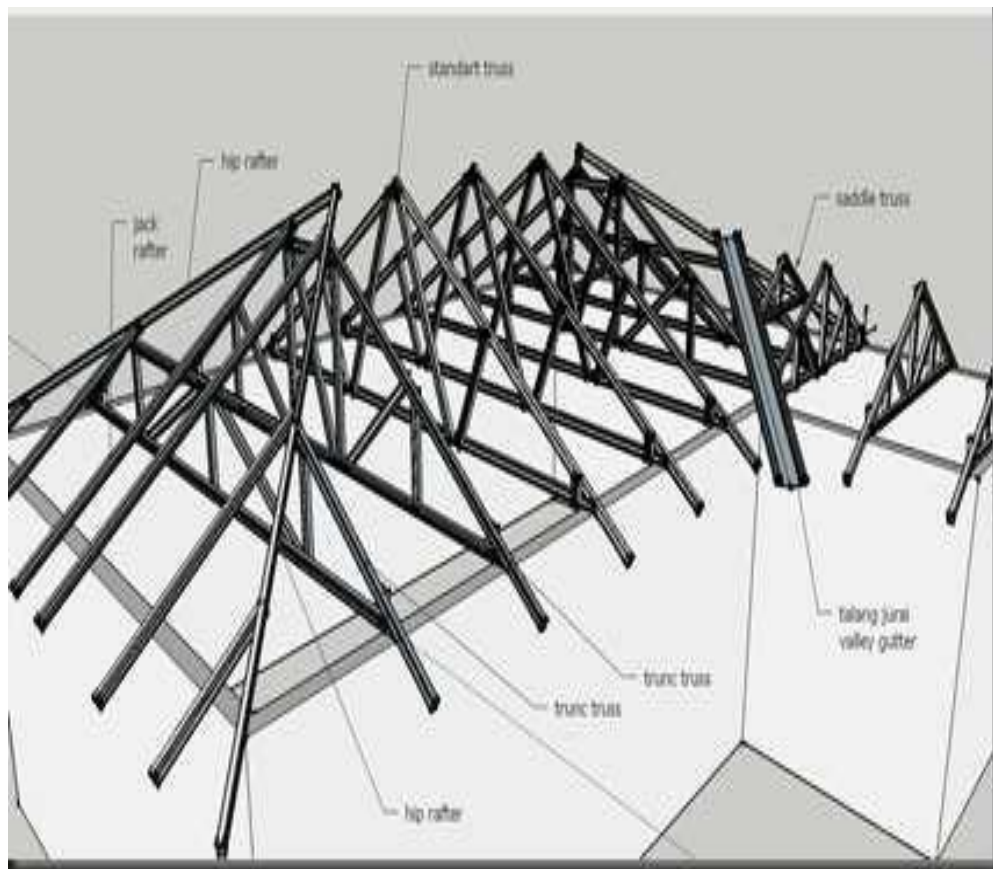 standart truss
hip rafter
saddle truss
jack
rafter
talang jurai
valley gutter
trunc truss
trunc truss
hip rafter